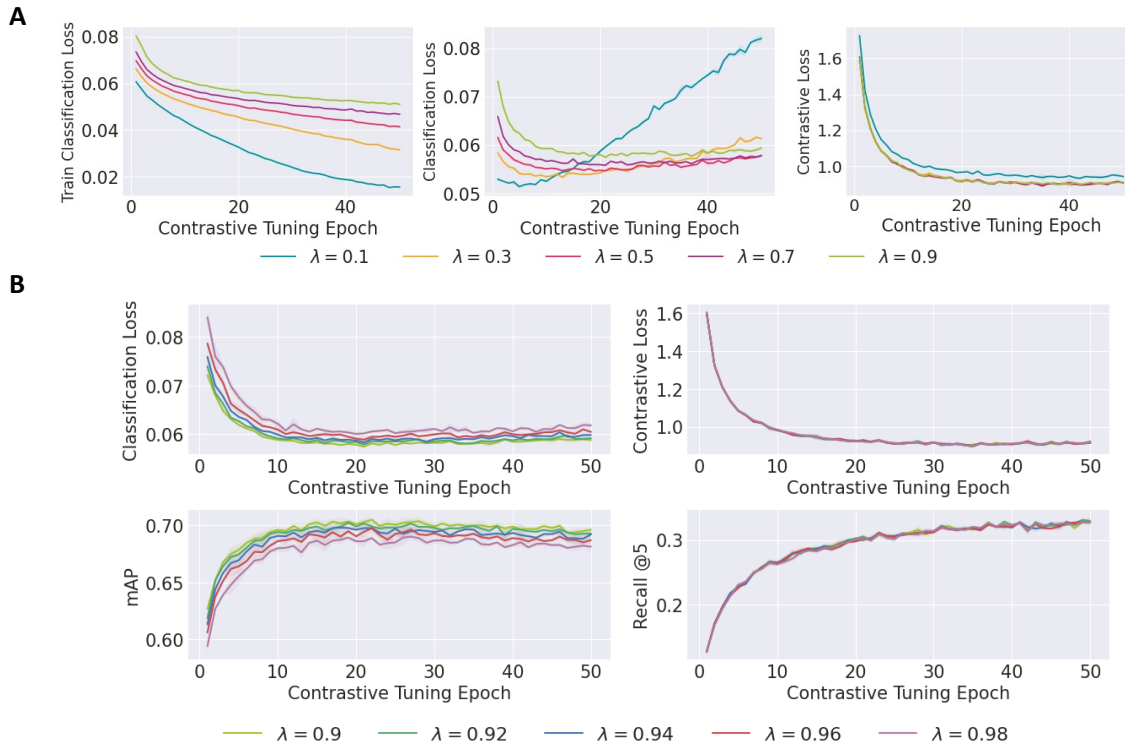 A
Train Classification Loss
0.08
0.06
0.04
0.02
0
20
40
Contrastive Tuning Epoch
Classification Loss
0.08
0.07
0.06
0.05
0
20
40
Contrastive Tuning Epoch
Contrastive Loss
1.6
1.4
1.2
1.0
0
20
40
Contrastive Tuning Epoch
λ = 0.1
λ = 0.3
λ = 0.5
λ = 0.7
λ = 0.9
B
Classification Loss
0.08
0.07
0.06
0
10
20
30
40
50
Contrastive Tuning Epoch
Contrastive Loss
1.6
1.4
1.2
1.0
0
10
20
30
40
50
Contrastive Tuning Epoch
mAP
0.70
0.65
0.60
0
10
20
30
40
50
Contrastive Tuning Epoch
Recall @5
0.3
0.2
0
10
20
30
40
50
Contrastive Tuning Epoch
λ = 0.9
λ = 0.92
λ = 0.94
λ = 0.96
λ = 0.98